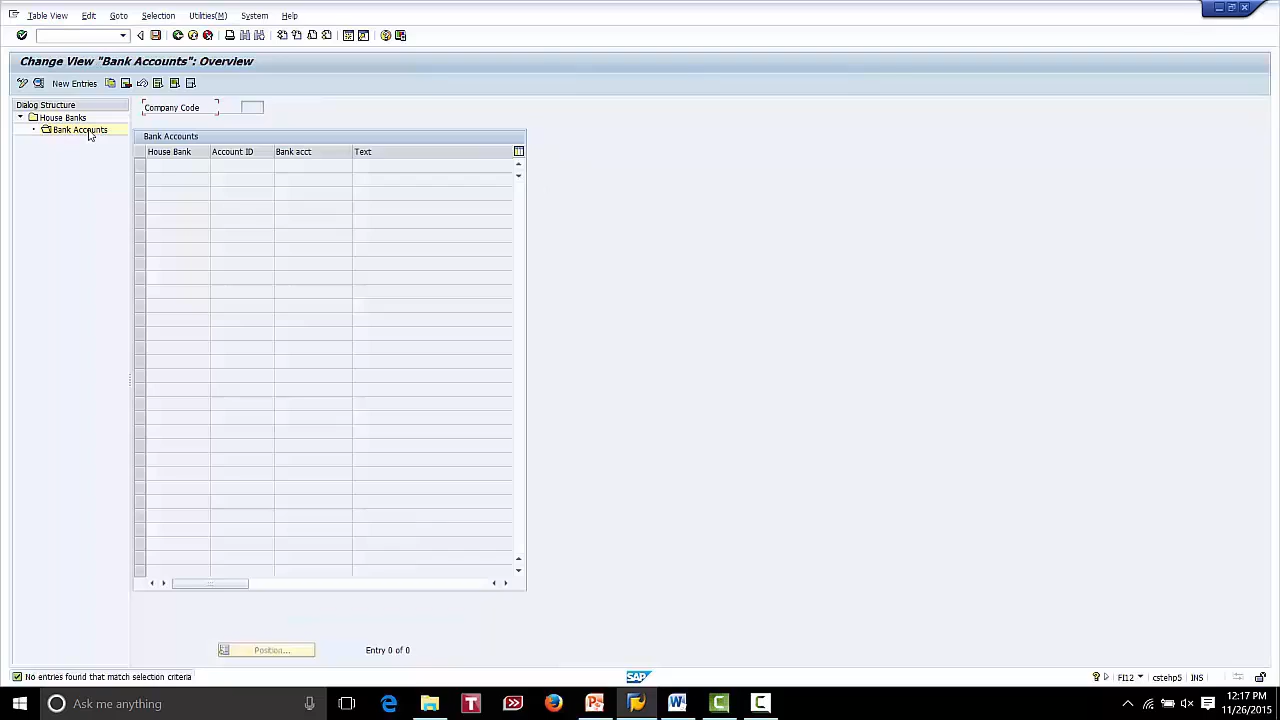 Table View Edit Goto Selection Utilities(M) System Help
Change View "Bank Accounts": Overview
New Entries
Dialog Structure
House Banks
Bank Accounts
Company Code
Bank Accounts
House Bank Account ID Bank acct Text
Position... Entry 0 of 0
No entries found that match selection criteria
SAP
FI12 cstehp5 INS
Ask me anything
12:17 PM
11/26/2015